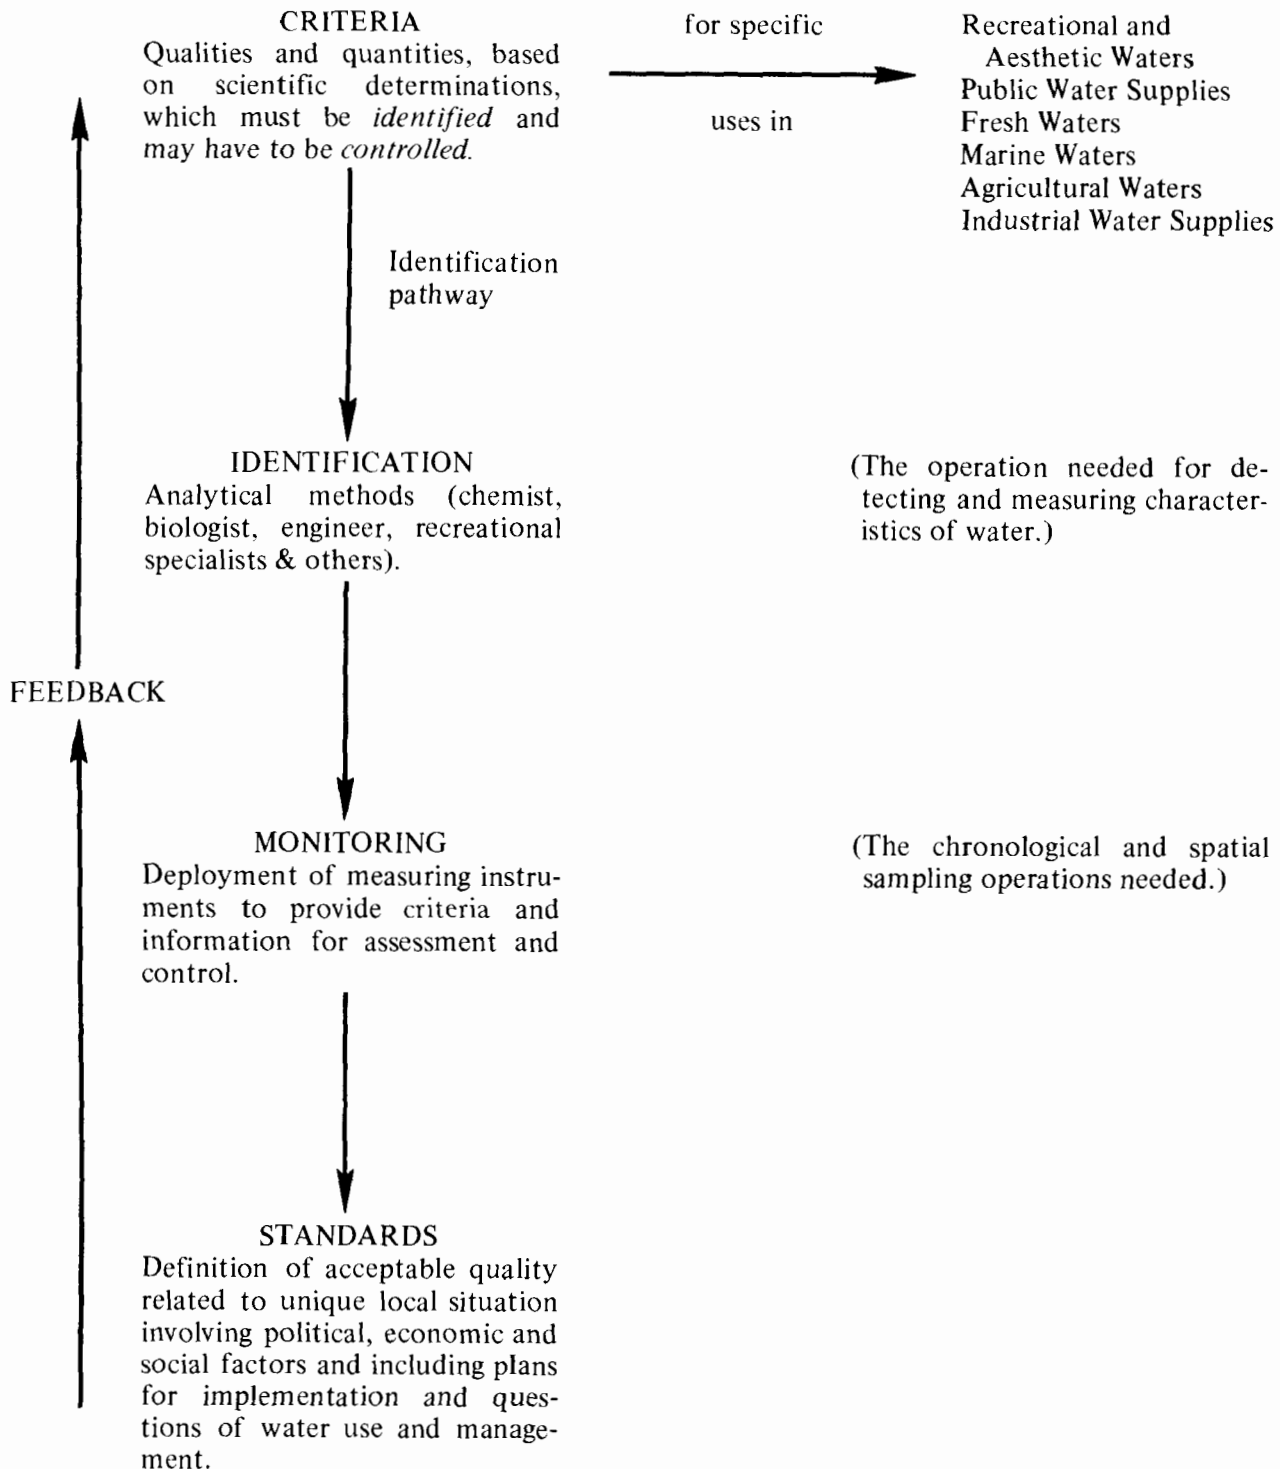 CRITERIA
Qualities and quantities, based
on scientific determinations,
which must be identified and
may have to be controlled.
for specific
uses in
Recreational and
Aesthetic Waters
Public Water Supplies
Fresh Waters
Marine Waters
Agricultural Waters
Industrial Water Supplies
Identification
pathway
IDENTIFICATION
Analytical methods (chemist,
biologist, engineer, recreational
specialists & others).
(The operation needed for de-
tecting and measuring character-
istics of water.)
FEEDBACK
MONITORING
Deployment of measuring instru-
ments to provide criteria and
information for assessment and
control.
(The chronological and spatial
sampling operations needed.)
STANDARDS
Definition of acceptable quality
related to unique local situation
involving political, economic and
social factors and including plans
for implementation and ques-
tions of water use and manage-
ment.